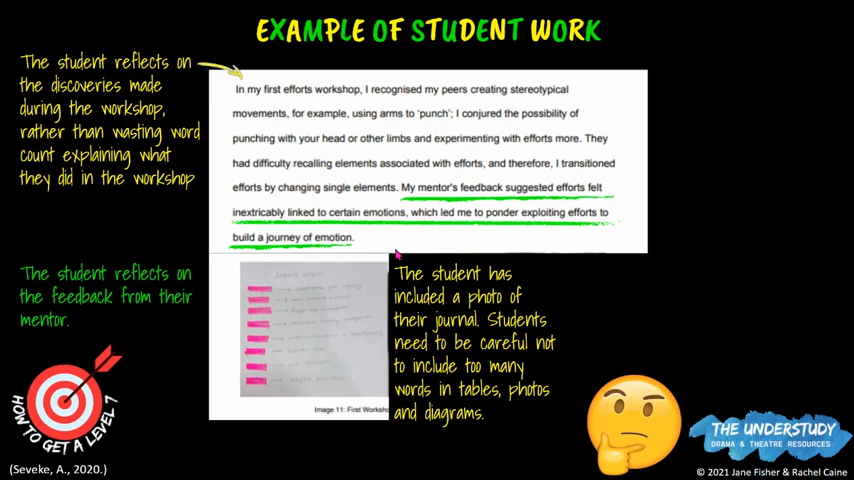 EXAMPLE OF STUDENT WORK
The student reflects on
the discoveries made
during the workshop,
rather than wasting word
count explaining what
they did in the workshop
In my first efforts workshop, I recognised my peers creating stereotypical
movements, for example, using arms to 'punch'; I conjured the possibility of
punching with your head or other limbs and experimenting with efforts more. They
had difficulty recalling elements associated with efforts, and therefore, I transitioned
efforts by changing single elements. My mentor's feedback suggested efforts felt
inextricably linked to certain emotions, which led me to ponder exploiting efforts to
build a journey of emotion.
The student reflects on
the feedback from their
mentor.
Image 11: First Worksho
The student has
included a photo of
their journal. Students
need to be careful not
to include too many
words in tables, photos
and diagrams.
HOW TO GET A LEVEL 7
(Seveke, A., 2020.)
THE UNDERSTUDY
DRAMA & THEATRE RESOURCES
© 2021 Jane Fisher & Rachel Caine